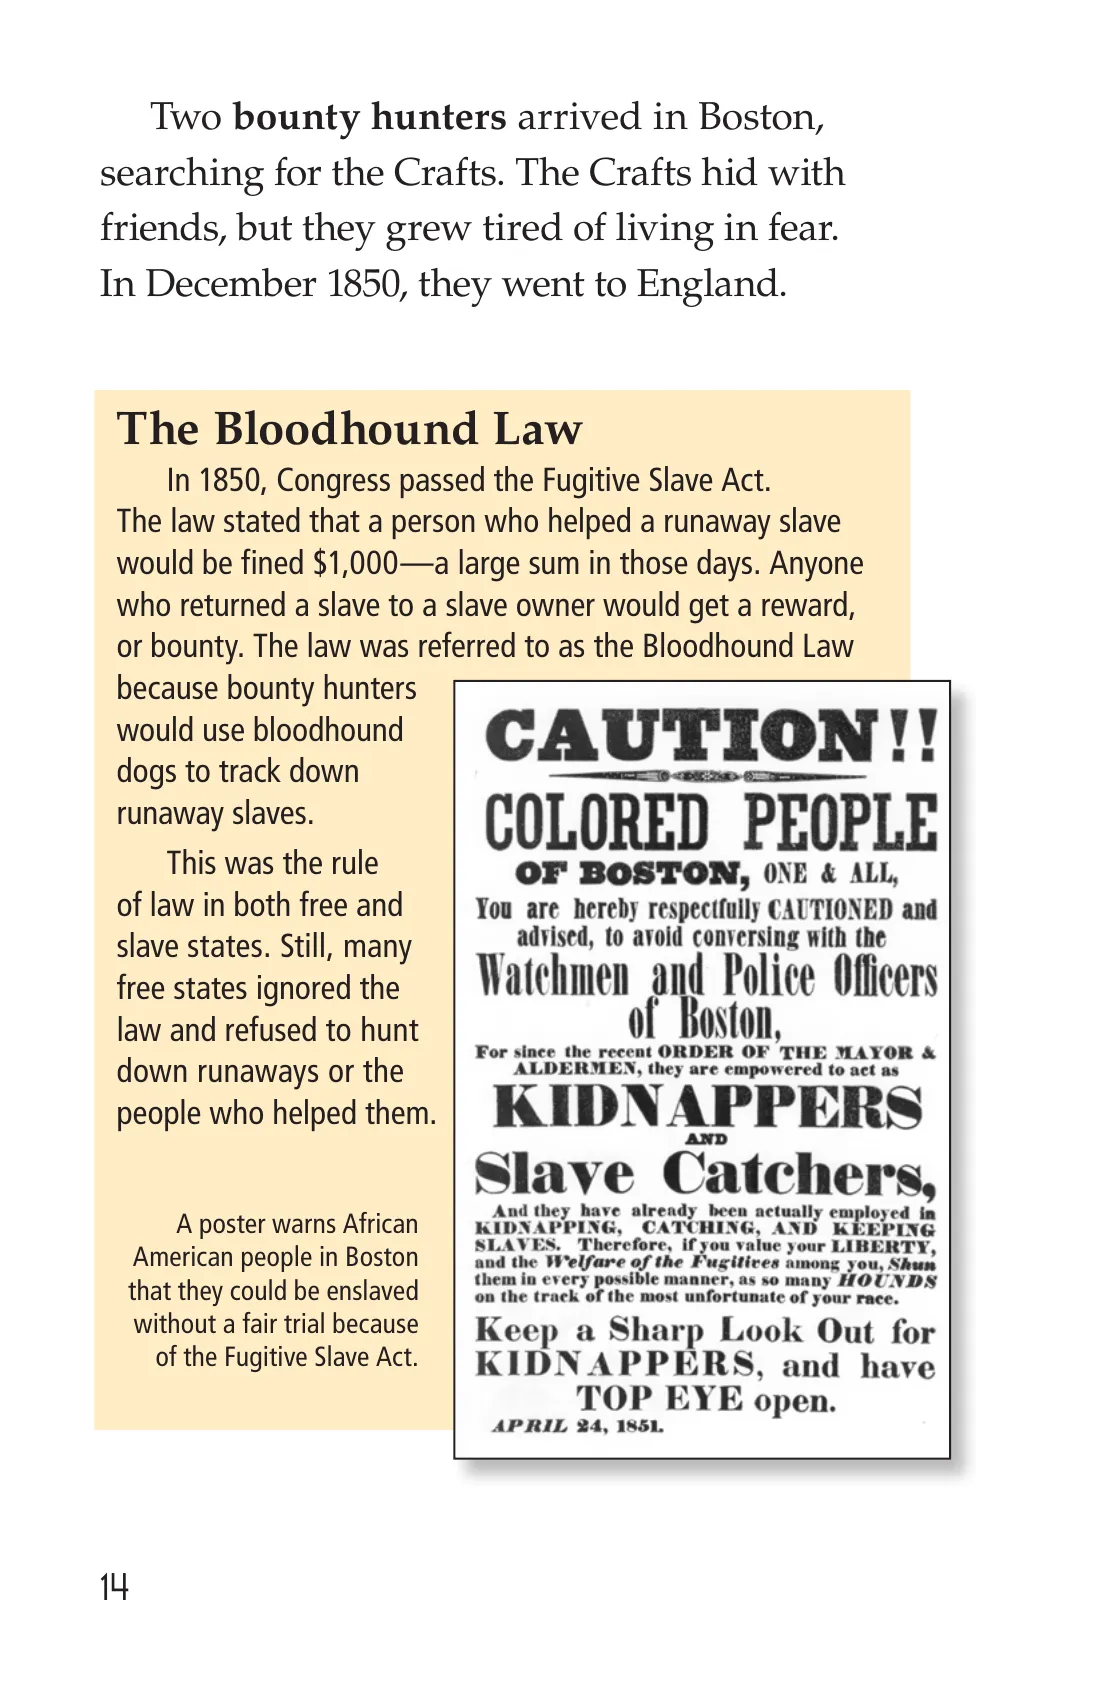 Two bounty hunters arrived in Boston,
searching for the Crafts. The Crafts hid with
friends, but they grew tired of living in fear.
In December 1850, they went to England.
The Bloodhound Law
In 1850, Congress passed the Fugitive Slave Act.
The law stated that a person who helped a runaway slave
would be fined $1,000—a large sum in those days. Anyone
who returned a slave to a slave owner would get a reward,
or bounty. The law was referred to as the Bloodhound Law
because bounty hunters
would use bloodhound
dogs to track down
runaway slaves.
This was the rule
of law in both free and
slave states. Still, many
free states ignored the
law and refused to hunt
down runaways or the
people who helped them.
A poster warns African
American people in Boston
that they could be enslaved
without a fair trial because
of the Fugitive Slave Act.
CAUTION!!
COLORED PEOPLE
OF BOSTON, ONE & ALL,
You are hereby respectfully CAUTIONED and
advised, to avoid conversing with the
Watchmen and Police Officers
of Boston,
For since the recent ORDER OF THE MAYOR &
ALDERMEN, they are empowered to act as
KIDNAPPERS
AND
Slave Catchers,
And they have already been actually employed in
KIDNAPPING, CATCHING, AND KEEPING
SLAVES. Therefore, if you value your LIBERTY,
and the Welfare of the Fugitives among you, Shun
them in every possible manner, as so many HOUNDS
on the track of the most unfortunate of your race.
Keep a Sharp Look Out for
KIDNAPPERS, and have
TOP EYE open.
APRIL 24, 1851.
14